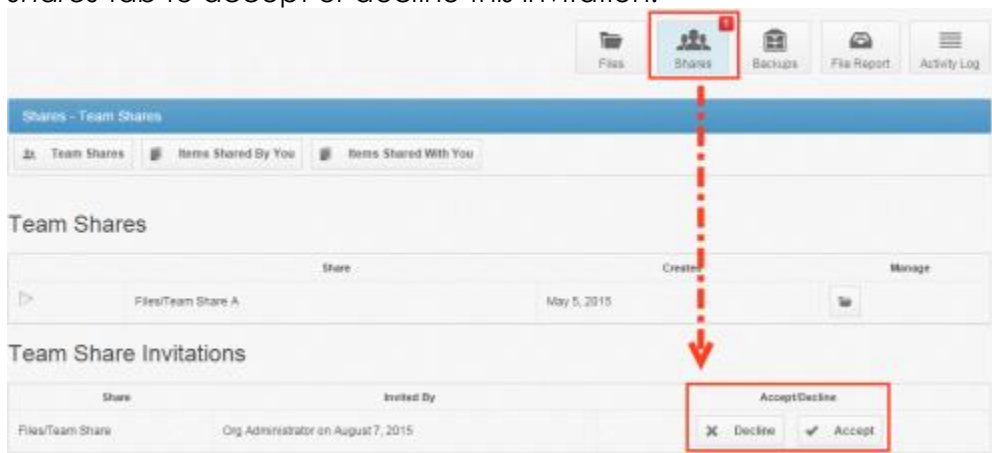 shares tab to accept or decline this invitation.
1
Files Shares Backups File Report Activity Log
Shares - Team Shares
Team Shares Items Shared By You Items Shared With You
Team Shares
Share Created Manage
Files/Team Share A May 5, 2015
Team Share Invitations
Share Invited By Accept/Decline
Files/Team Share Org Administrator on August 7, 2015 Decline Accept